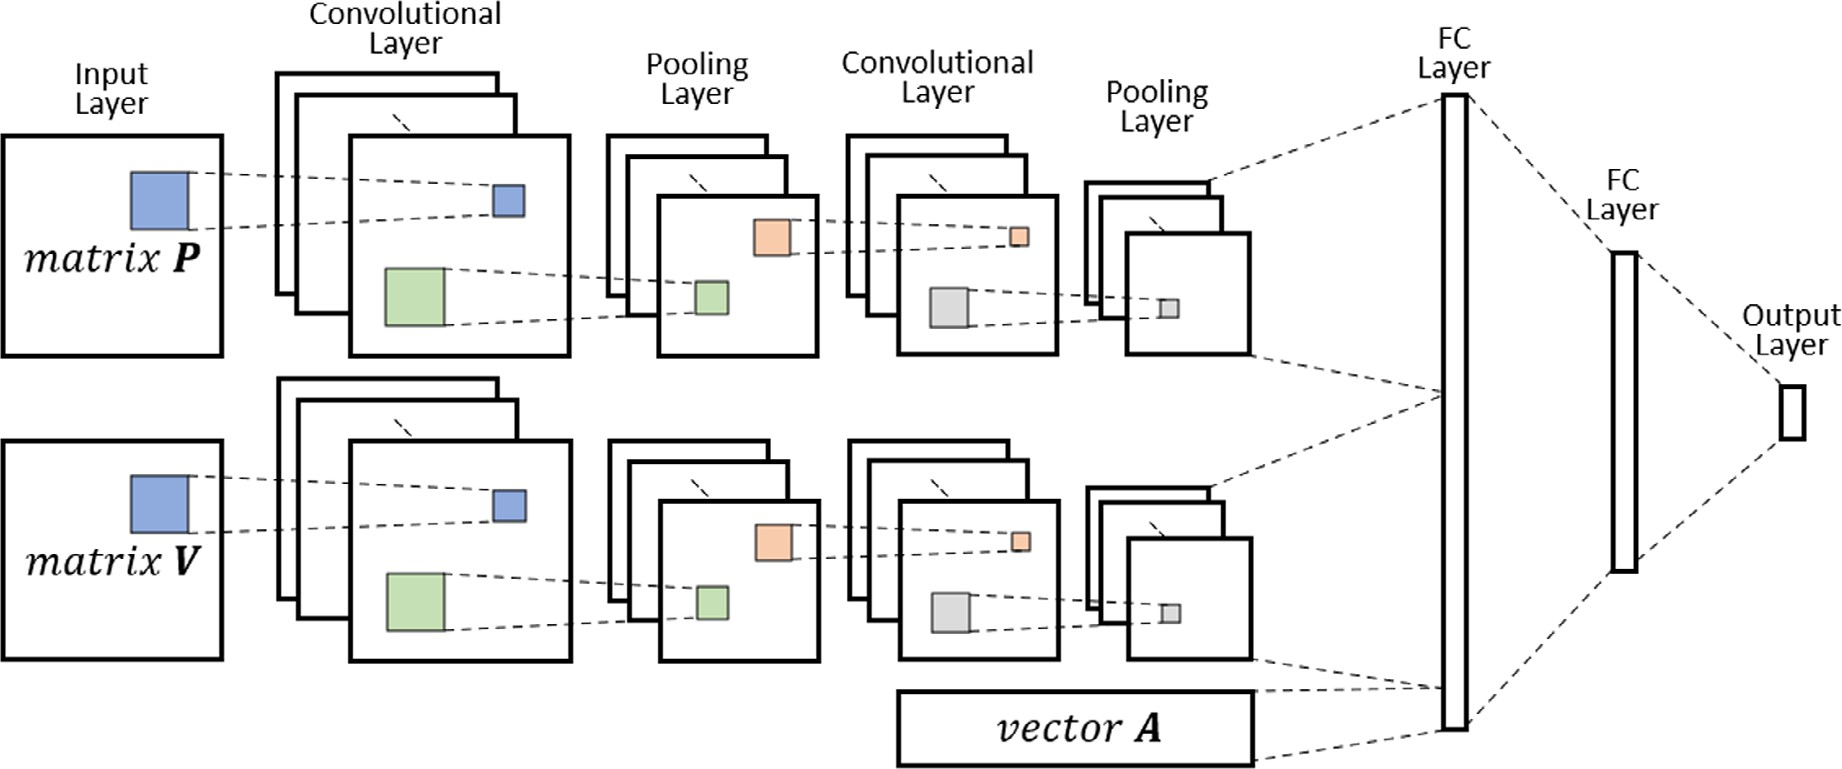 Input
Layer
Convolutional
Layer
Pooling
Layer
Convolutional
Layer
Pooling
Layer
FC
Layer
FC
Layer
Output
Layer
matrix P
matrix V
vector A